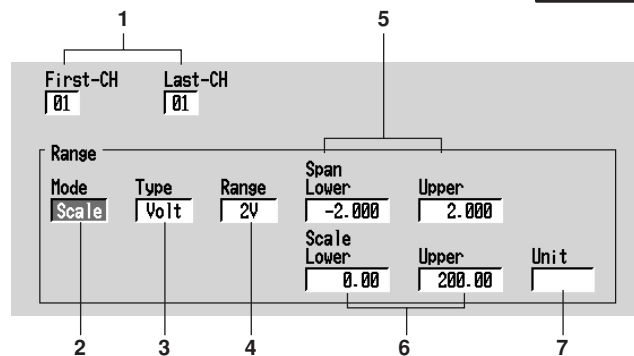 1 5
First-CH Last-CH
01 01
Range
Span
Mode Type Range Lower Upper
Scale Volt 2V -2.000 2.000
Scale
Lower Upper Unit
0.00 200.00
2 3 4 6 7